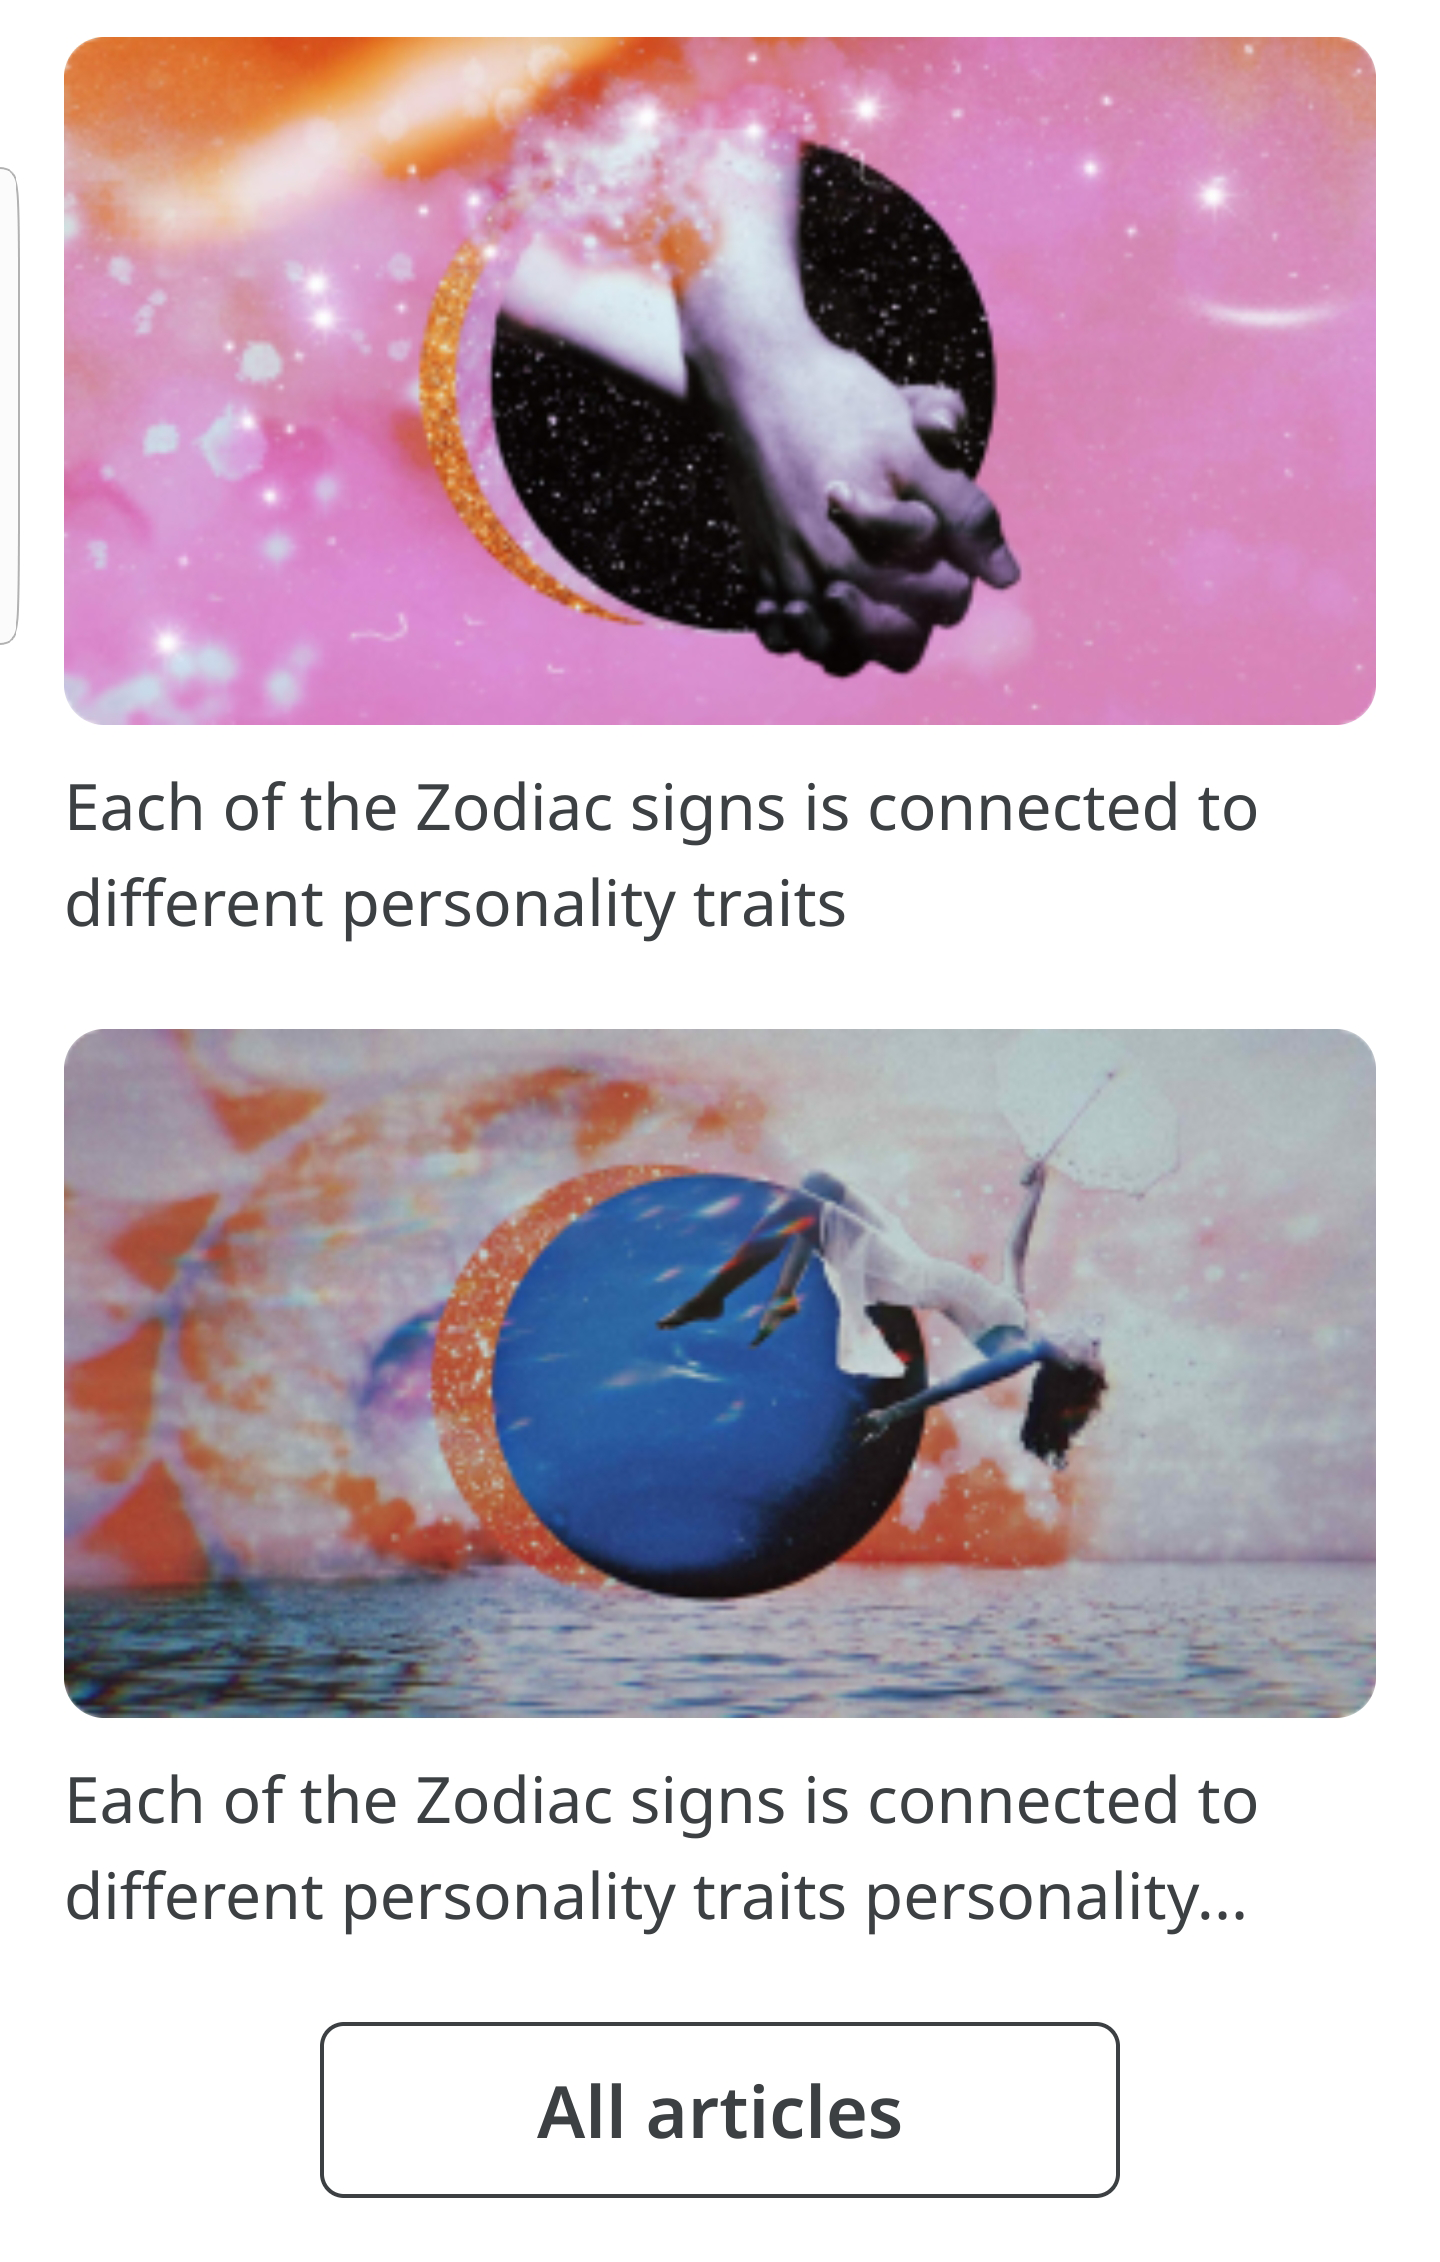 Each of the Zodiac signs is connected to
different personality traits
Each of the Zodiac signs is connected to
different personality traits personality...
All articles